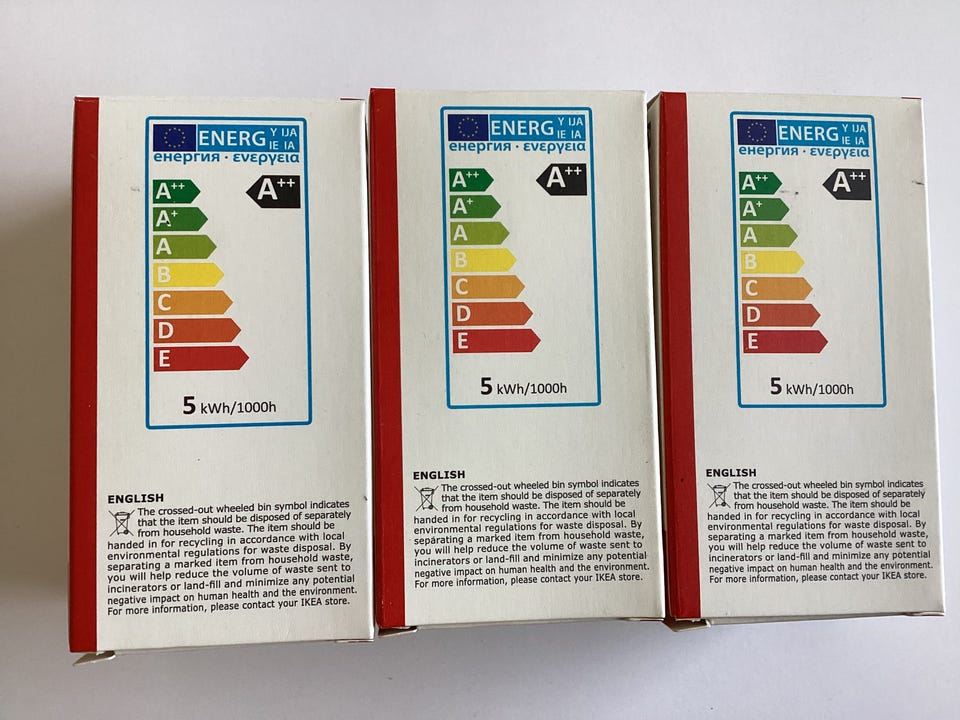 ENERG Y IJA
IE IA
енергия · ενεργεια
A++
A++
A+
A
B
C
D
E
5 kWh/1000h
ENGLISH
The crossed-out wheeled bin symbol indicates
that the item should be disposed of separately
from household waste. The item should be
handed in for recycling in accordance with local
environmental regulations for waste disposal. By
separating a marked item from household waste,
you will help reduce the volume of waste sent to
incinerators or land-fill and minimize any potential
negative impact on human health and the environment.
For more information, please contact your IKEA store.
ENERG Y IJA
IE IA
енергия · ενεργεια
A++
A++
A+
A
B
C
D
E
5 kWh/1000h
ENGLISH
The crossed-out wheeled bin symbol indicates
that the item should be disposed of separately
from household waste. The item should be
handed in for recycling in accordance with local
environmental regulations for waste disposal. By
separating a marked item from household waste,
you will help reduce the volume of waste sent to
incinerators or land-fill and minimize any potential
negative impact on human health and the environment.
For more information, please contact your IKEA store.
ENERG Y IJA
IE IA
енергия · ενεργεια
A++
A++
A+
A
B
C
D
E
5 kWh/1000h
ENGLISH
The crossed-out wheeled bin symbol indicates
that the item should be disposed of separately
from household waste. The item should be
handed in for recycling in accordance with local
environmental regulations for waste disposal. By
separating a marked item from household waste,
you will help reduce the volume of waste sent to
incinerators or land-fill and minimize any potential
negative impact on human health and the environment.
For more information, please contact your IKEA store.